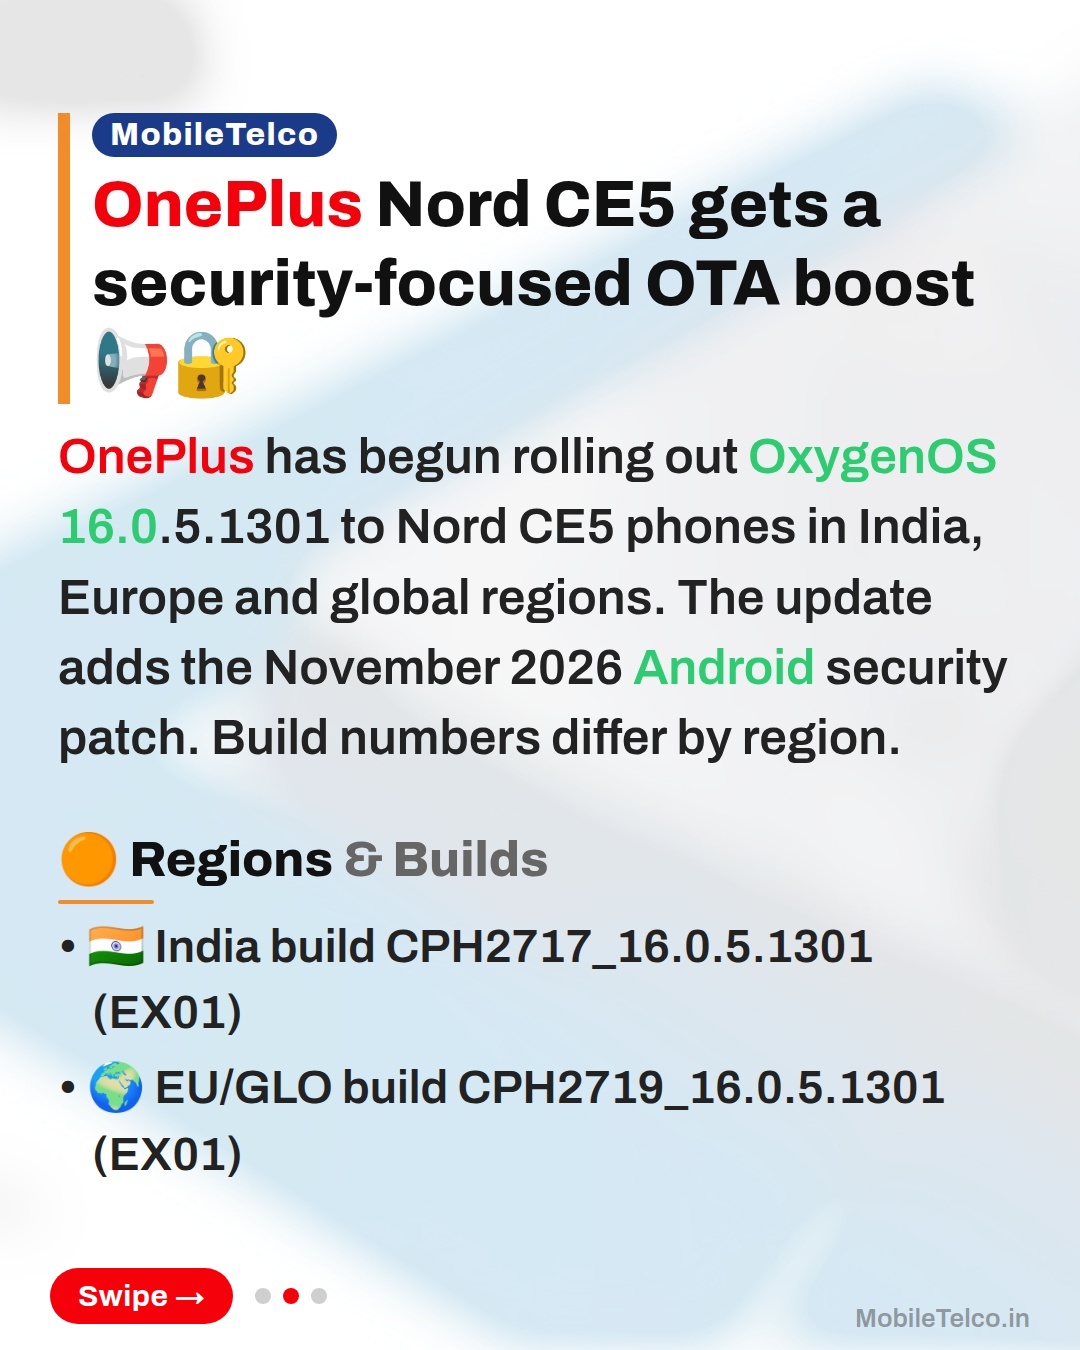 MobileTelco
OnePlus Nord CE5 gets a
security-focused OTA boost
📢🔐
OnePlus has begun rolling out OxygenOS
16.0.5.1301 to Nord CE5 phones in India,
Europe and global regions. The update
adds the November 2026 Android security
patch. Build numbers differ by region.
🟠 Regions & Builds
• 🇮🇳 India build CPH2717_16.0.5.1301
(EX01)
• 🌍 EU/GLO build CPH2719_16.0.5.1301
(EX01)
Swipe →
MobileTelco.in